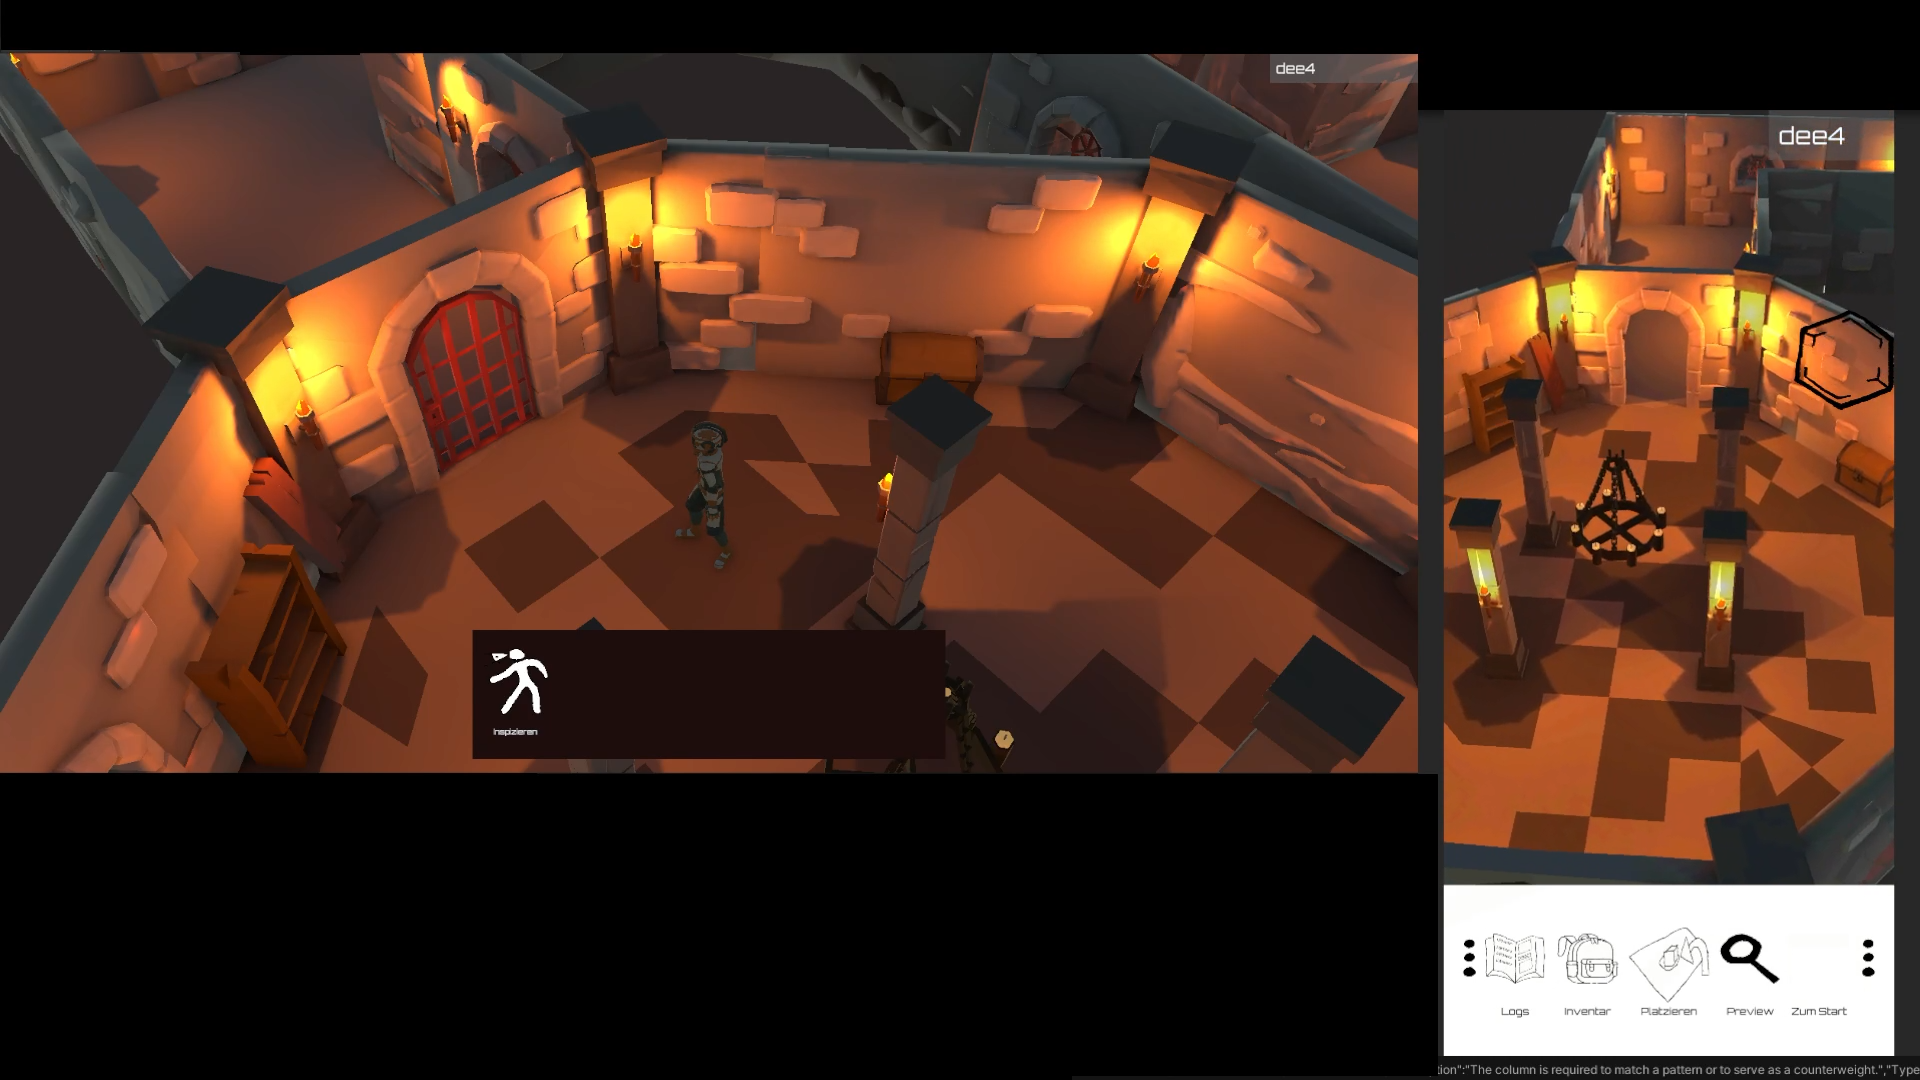 dee4
dee4
Inspizieren
Logs
Inventar
Platzieren
Preview
Zum Start
tion":"The column is required to match a pattern or to serve as a counterweight.","Type